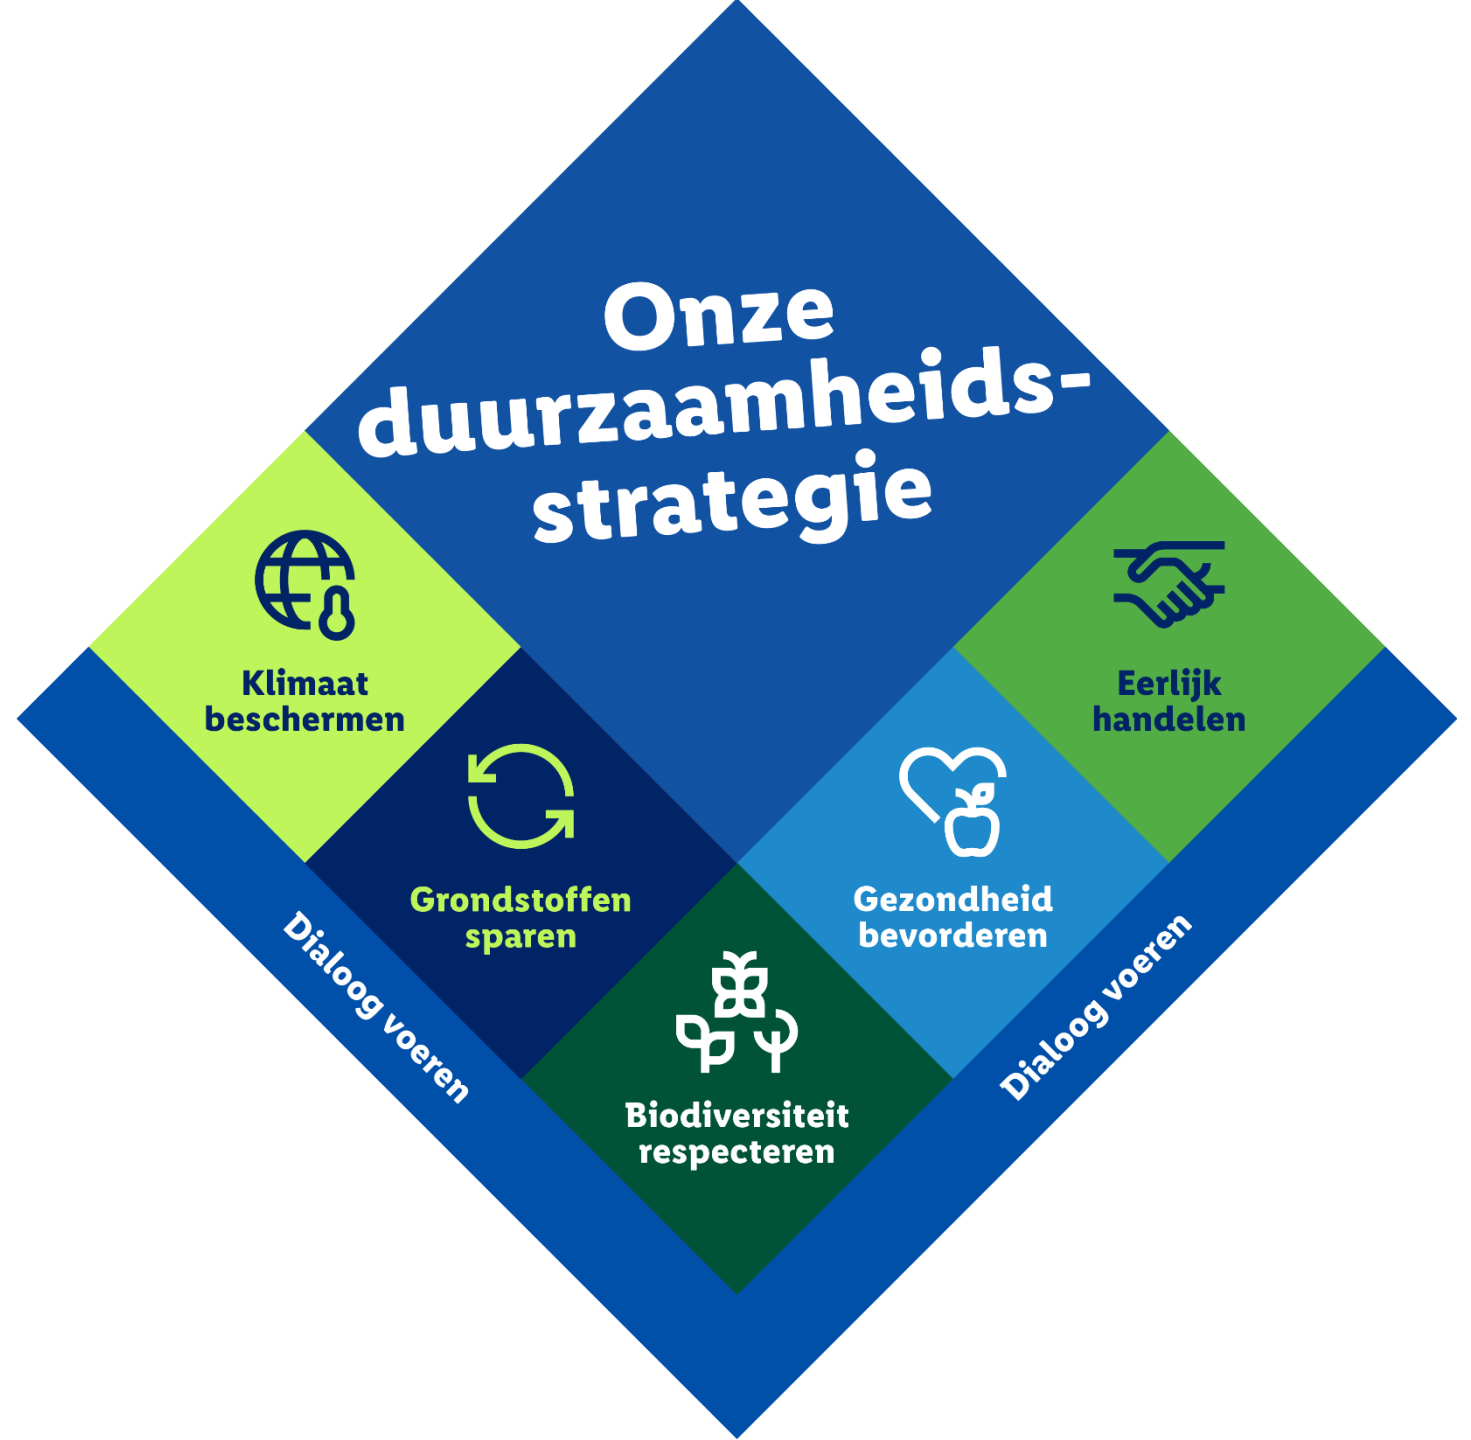 Onze
duurzaamheids-
strategie
Klimaat
beschermen
Grondstoffen
sparen
Biodiversiteit
respecteren
Gezondheid
bevorderen
Eerlijk
handelen
Dialoog voeren
Dialoog voeren